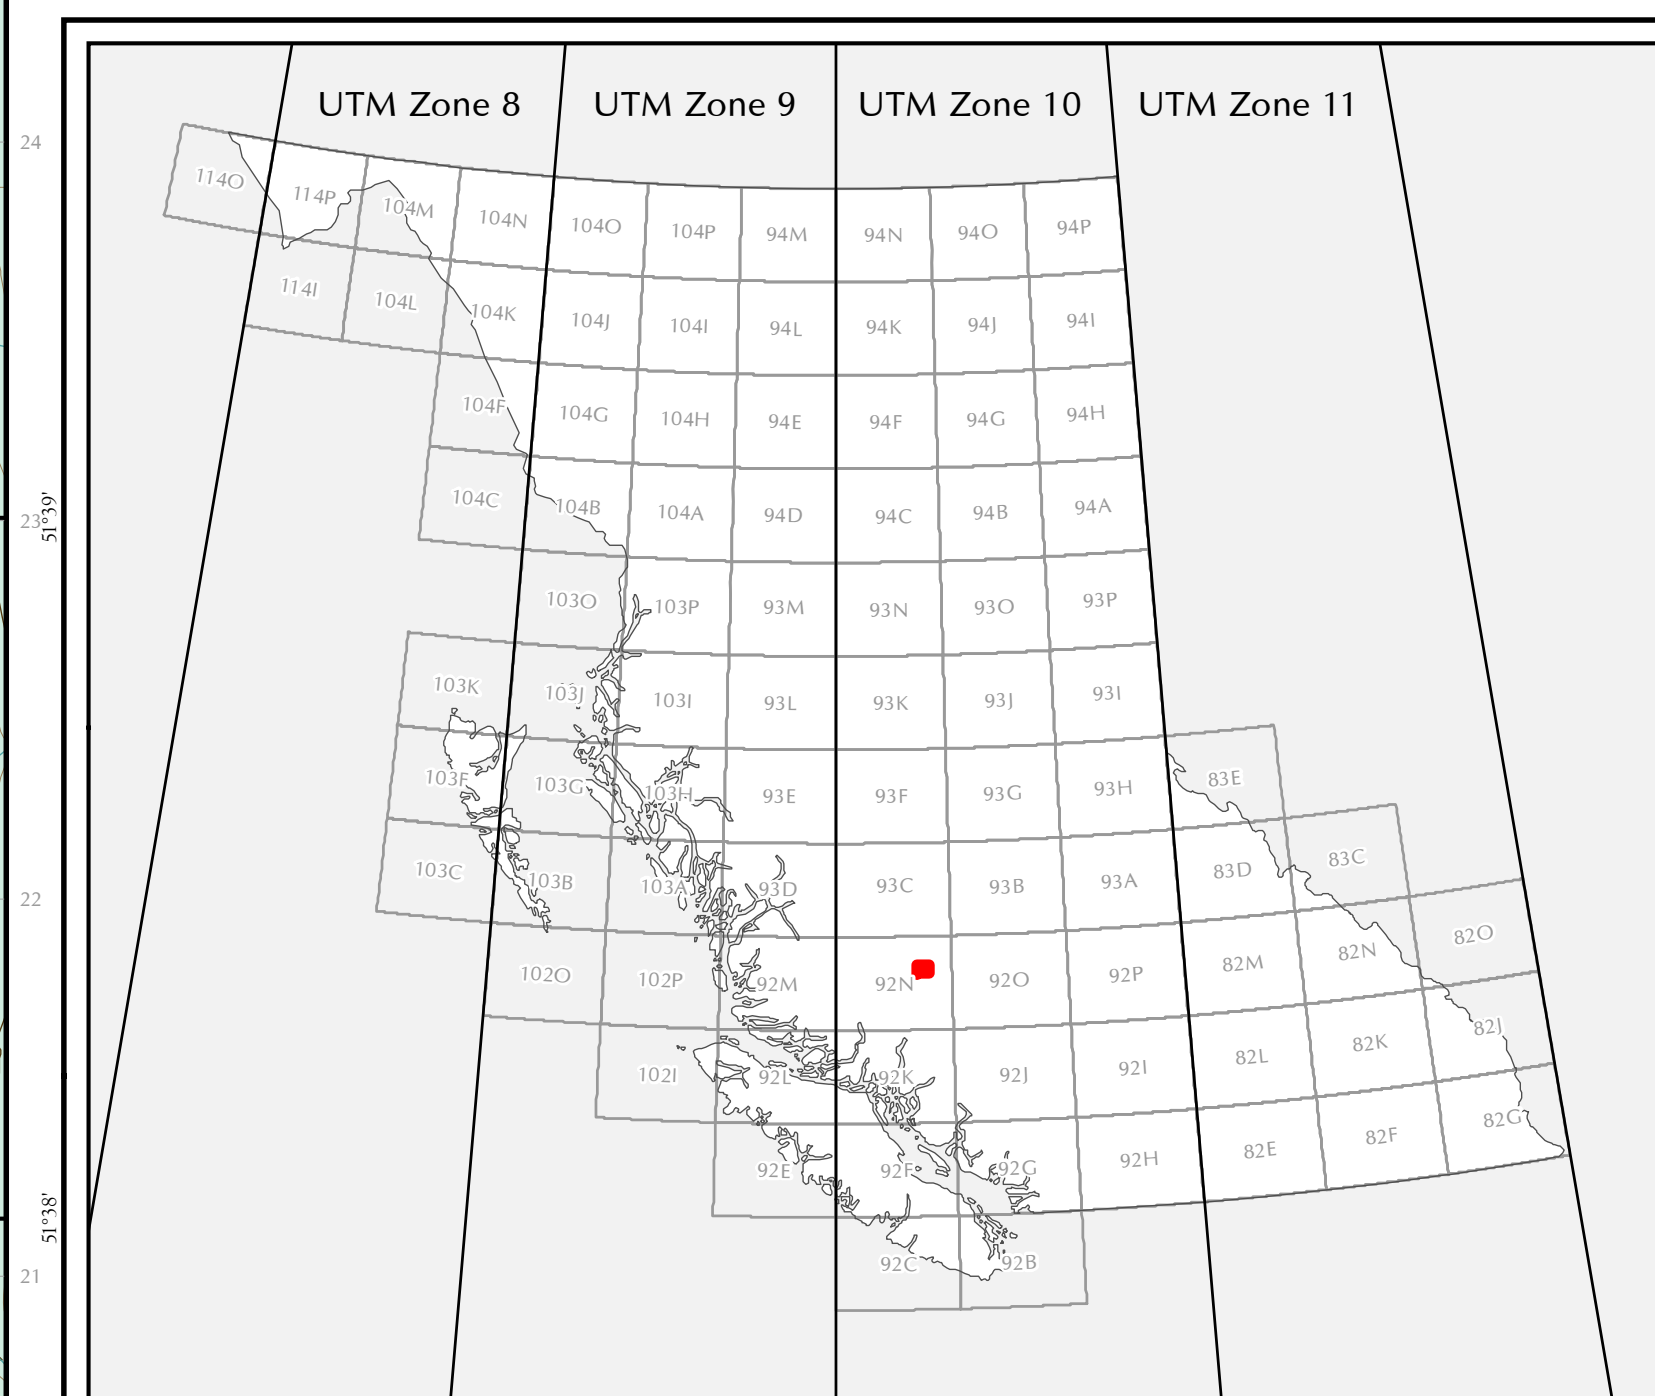 UTM Zone 8 UTM Zone 9 UTM Zone 10 UTM Zone 11
24
114O 114P 104M 104N 104O 104P 94M 94N 94O 94P
114I 104L 104K 104J 104I 94L 94K 94J 94I
104F 104G 104H 94E 94F 94G 94H
23
51°39'
104C 104B 104A 94D 94C 94B 94A
103O 103P 93M 93N 93O 93P
103K 103J 103I 93L 93K 93J 93I
103F 103G 103H 93E 93F 93G 93H 83E
22
103C 103B 103A 93D 93C 93B 93A 83D 83C
102O 102P 92M 92N 92O 92P 82M 82N 82O
102I 92L 92K 92J 92I 82L 82K 82J
92E 92F 92G 92H 82E 82F 82G
51°38'
21
92C 92B